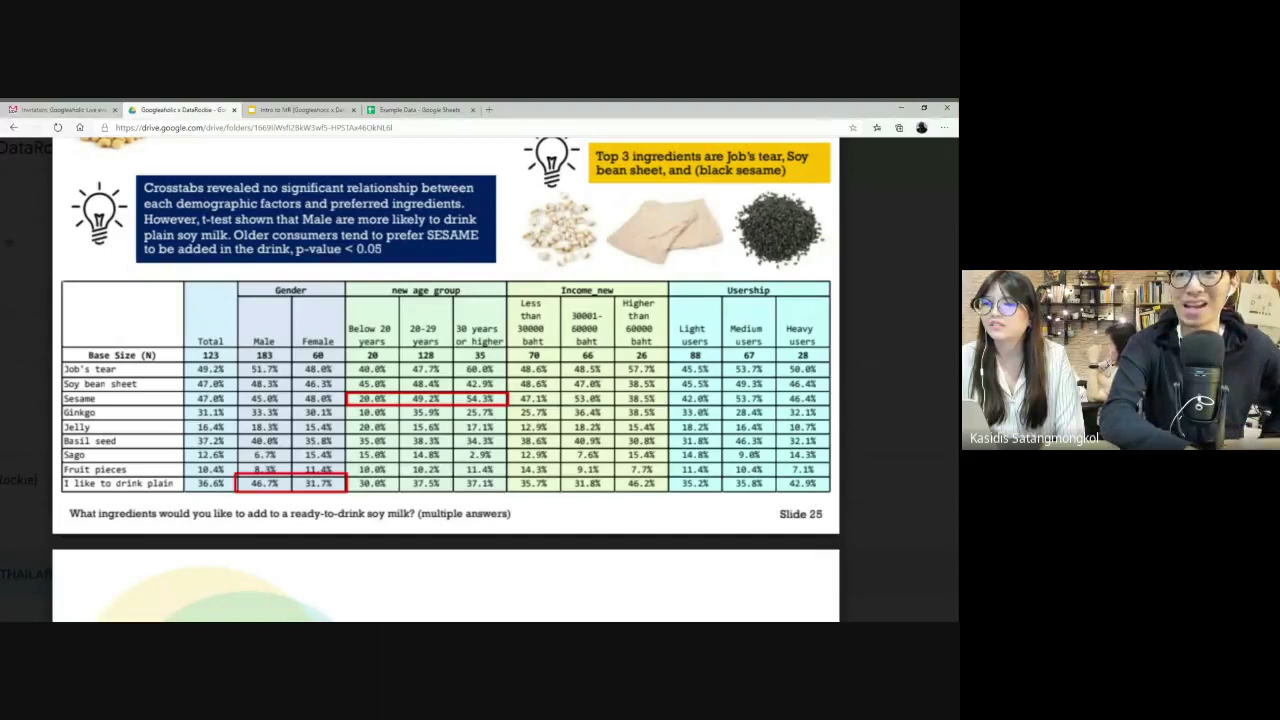 Invitation: Googleaholic Live eve
Googleaholic x DataRockie - Go
Intro to MR [Googleaholic x Da
Example Data - Google Sheets
https://drive.google.com/drive/folders/
DataRo
Top 3 ingredients are Job's tear, Soy
bean sheet, and (black sesame)
Crosstabs revealed no significant relationship between
each demographic factors and preferred ingredients.
However, t-test shown that Male are more likely to drink
plain soy milk. Older consumers tend to prefer SESAME
to be added in the drink, p-value < 0.05
Gender new age group Income_new Usership
Total Male Female Below 20 years 20-29 years 30 years or higher Less than 30000 baht 30001-60000 baht Higher than 60000 baht Light users Medium users Heavy users
Base Size (N) 123 183 60 20 128 35 70 66 26 88 67 28
Job's tear 49.2% 51.7% 48.0% 40.0% 47.7% 60.0% 48.6% 48.5% 57.7% 45.5% 53.7% 50.0%
Soy bean sheet 47.0% 48.3% 46.3% 45.0% 48.4% 42.9% 48.6% 47.0% 38.5% 45.5% 49.3% 46.4%
Sesame 47.0% 45.0% 48.0% 20.0% 49.2% 54.3% 47.1% 53.0% 38.5% 42.0% 53.7% 46.4%
Ginkgo 31.1% 33.3% 30.1% 10.0% 35.9% 25.7% 25.7% 36.4% 38.5% 33.0% 28.4% 32.1%
Jelly 16.4% 18.3% 15.4% 20.0% 15.6% 17.1% 12.9% 18.2% 15.4% 18.2% 16.4% 10.7%
Basil seed 37.2% 40.0% 35.8% 35.0% 38.3% 34.3% 38.6% 40.9% 30.8% 31.8% 46.3% 32.1%
Sago 12.6% 6.7% 15.4% 15.0% 14.8% 2.9% 12.9% 7.6% 15.4% 14.8% 9.0% 14.3%
Fruit pieces 10.4% 8.3% 11.4% 10.0% 10.2% 11.4% 14.3% 9.1% 7.7% 11.4% 10.4% 7.1%
I like to drink plain 36.6% 46.7% 31.7% 30.0% 37.5% 37.1% 35.7% 31.8% 46.2% 35.2% 35.8% 42.9%
Rockie)
What ingredients would you like to add to a ready-to-drink soy milk? (multiple answers)
Slide 25
THAILAN
Kasidis Satangmongkol